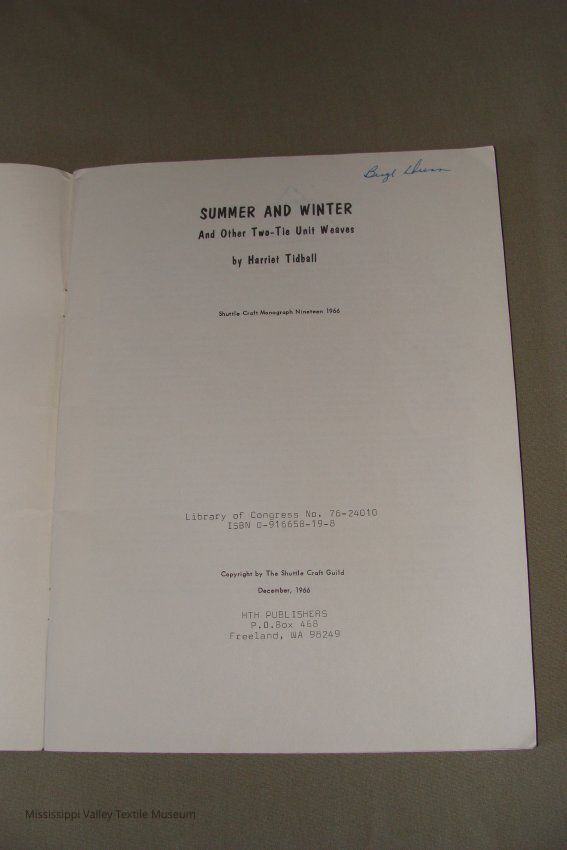 Beryl
SUMMER AND WINTER
And Other Two-Tie Unit Weaves
by Harriet Tidball
Shuttle Craft Monograph Nineteen 1966
Library of Congress No. 76-24010
ISBN 0-916658-19-8
Copyright by The Shuttle Craft Guild
December, 1966
HTH PUBLISHERS
P.O.Box 468
Freeland, WA 98249
Mississippi Valley Textile Museum